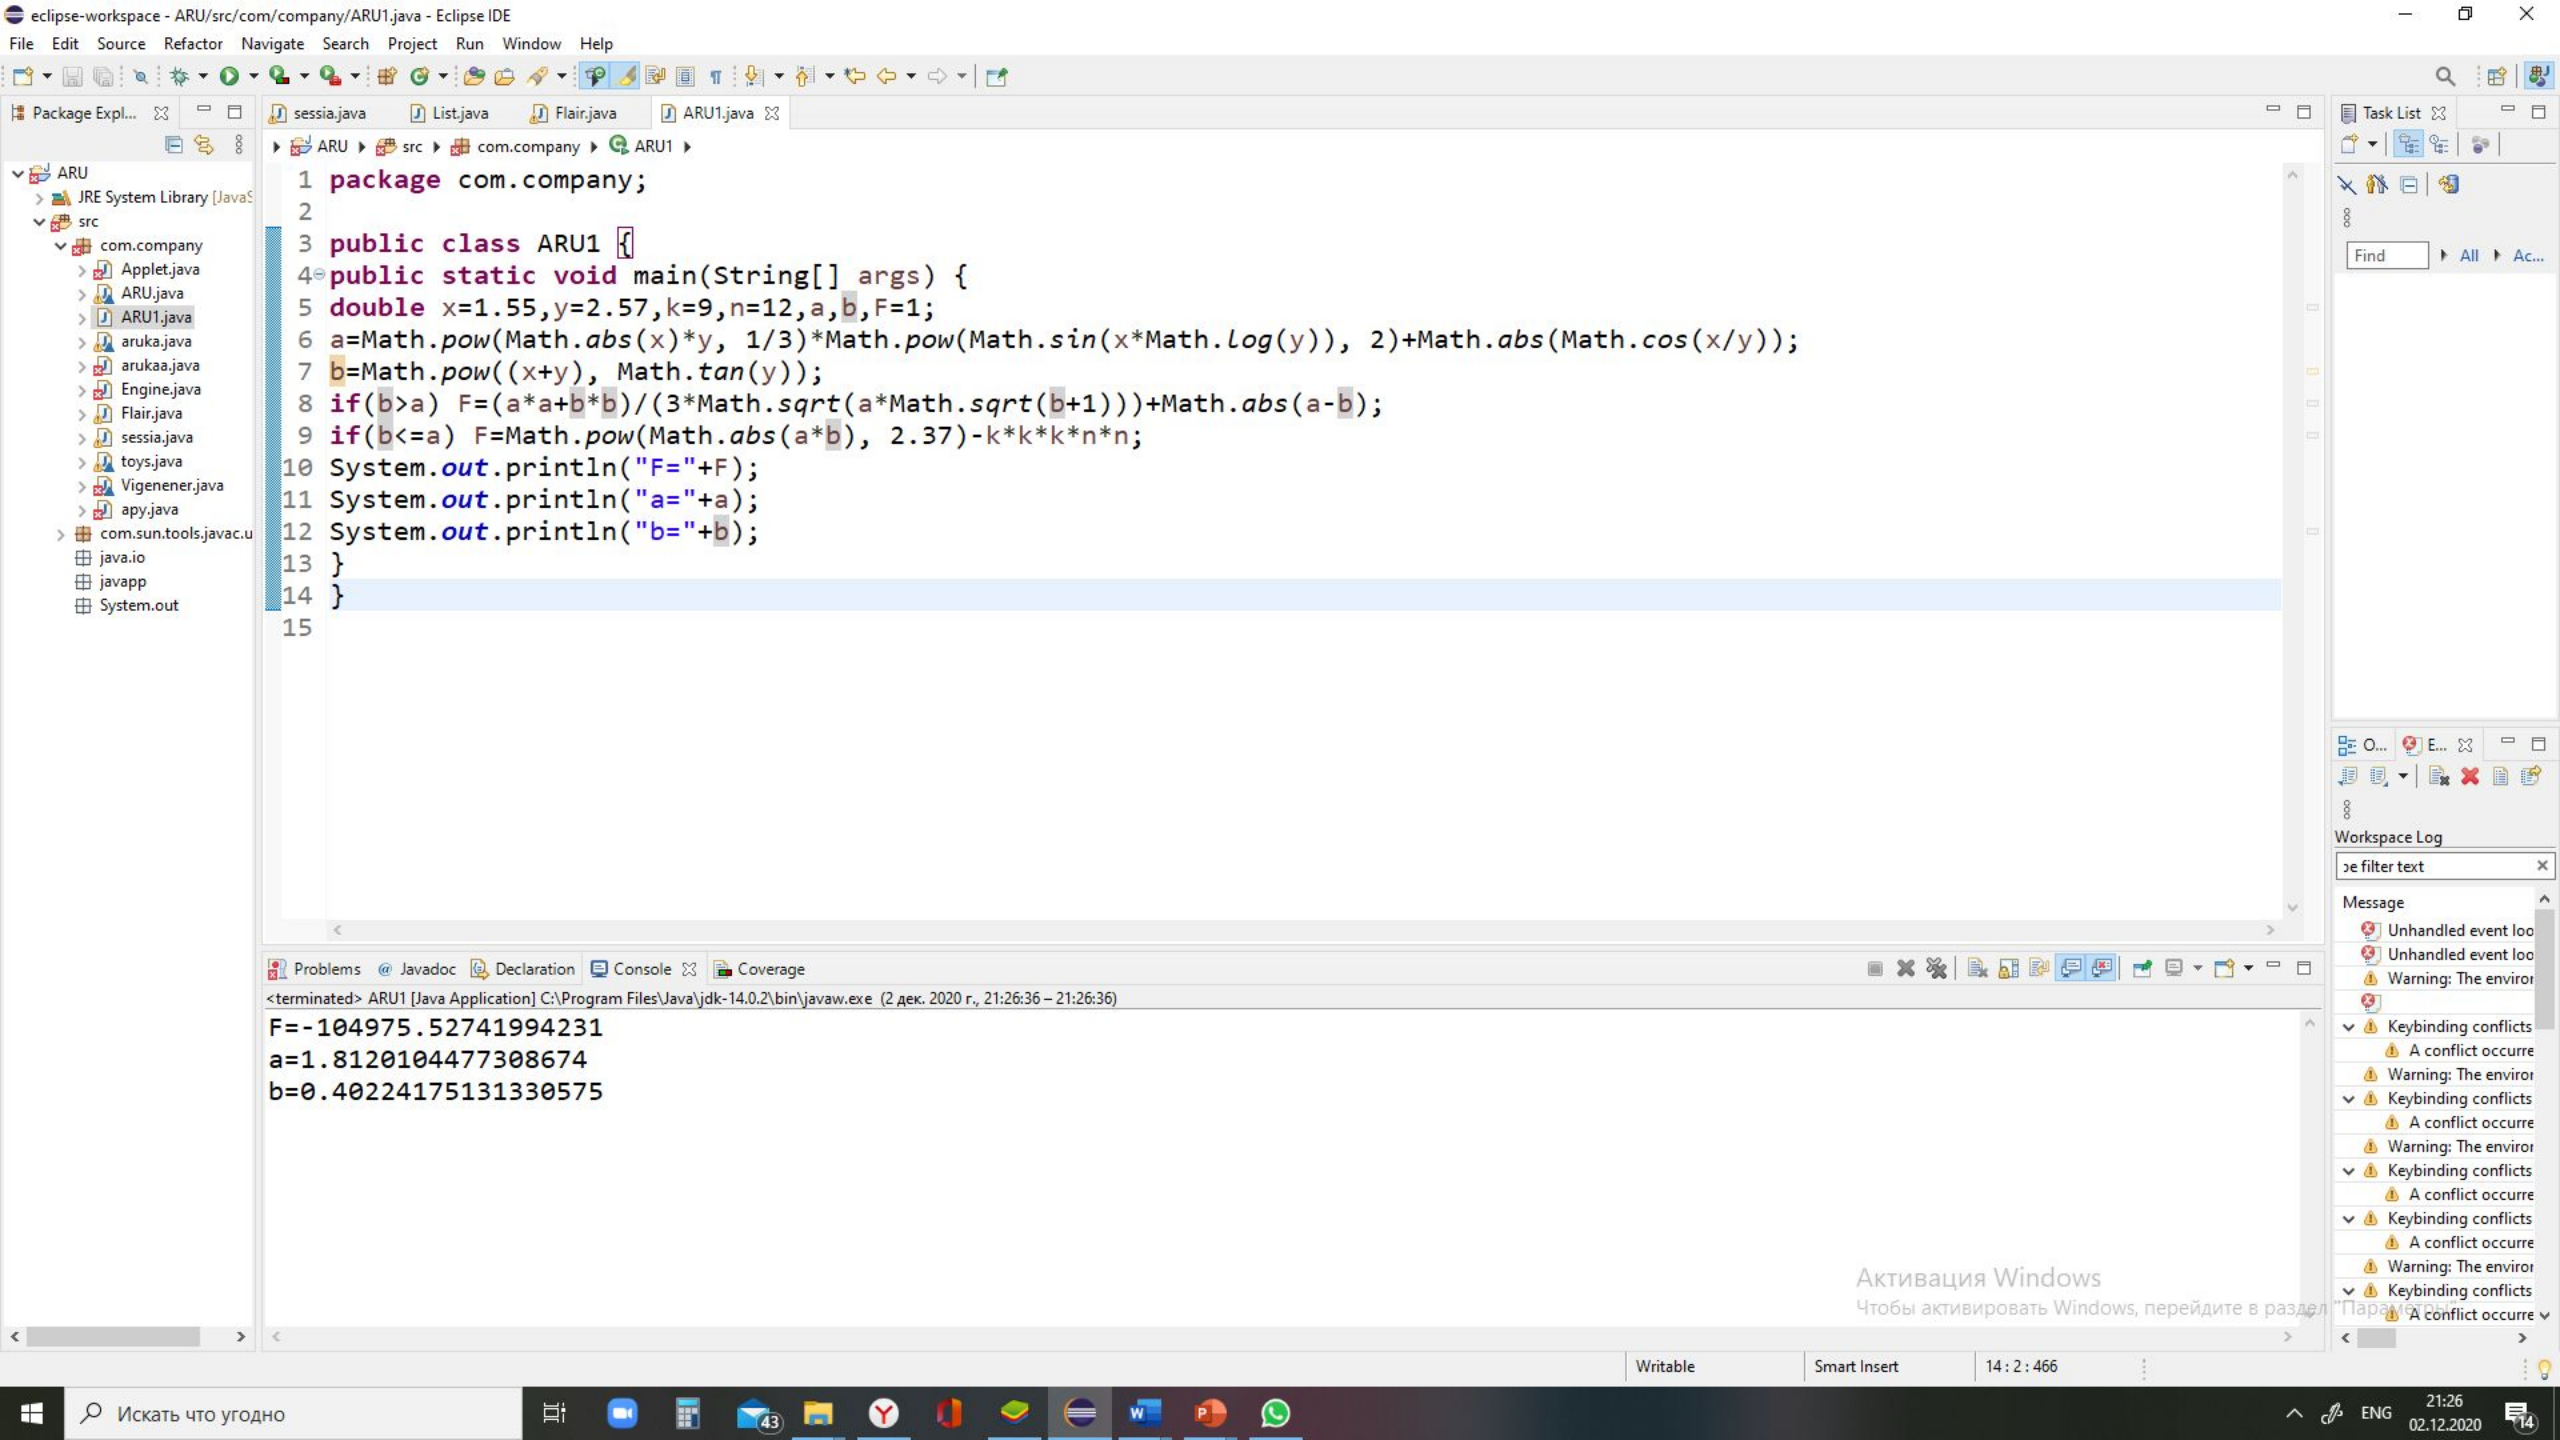 eclipse-workspace - ARU/src/com/company/ARU1.java - Eclipse IDE
File Edit Source Refactor Navigate Search Project Run Window Help
Package Expl...
ARU
JRE System Library [JavaS
src
com.company
Applet.java
ARU.java
ARU1.java
aruka.java
arukaa.java
Engine.java
Flair.java
sessia.java
toys.java
Vigenener.java
apy.java
com.sun.tools.javac.u
java.io
javapp
System.out
sessia.java List.java Flair.java ARU1.java
ARU src com.company ARU1
1 package com.company;
2
3 public class ARU1 {
4 public static void main(String[] args) {
5 double x=1.55,y=2.57,k=9,n=12,a,b,F=1;
6 a=Math.pow(Math.abs(x)*y, 1/3)*Math.pow(Math.sin(x*Math.log(y)), 2)+Math.abs(Math.cos(x/y));
7 b=Math.pow((x+y), Math.tan(y));
8 if(b>a) F=(a*a+b*b)/(3*Math.sqrt(a*Math.sqrt(b+1)))+Math.abs(a-b);
9 if(b<=a) F=Math.pow(Math.abs(a*b), 2.37)-k*k*k*n*n;
10 System.out.println("F="+F);
11 System.out.println("a="+a);
12 System.out.println("b="+b);
13 }
14 }
15
Problems Javadoc Declaration Console Coverage
<terminated> ARU1 [Java Application] C:\Program Files\Java\jdk-14.0.2\bin\javaw.exe (2 дек. 2020 г., 21:26:36 – 21:26:36)
F=-104975.52741994231
a=1.8120104477308674
b=0.40224175131330575
Task List
Find All Ac...
O... E...
Workspace Log
pe filter text
Message
Unhandled event loo
Unhandled event loo
Warning: The enviror
Keybinding conflicts
A conflict occurre
Warning: The enviror
Keybinding conflicts
A conflict occurre
Warning: The enviror
Keybinding conflicts
A conflict occurre
Keybinding conflicts
A conflict occurre
Warning: The enviror
Keybinding conflicts
A conflict occurre
Активация Windows
Чтобы активировать Windows, перейдите в раздел "Параметры".
Writable Smart Insert 14 : 2 : 466
Искать что угодно
43
ENG
21:26
02.12.2020
14